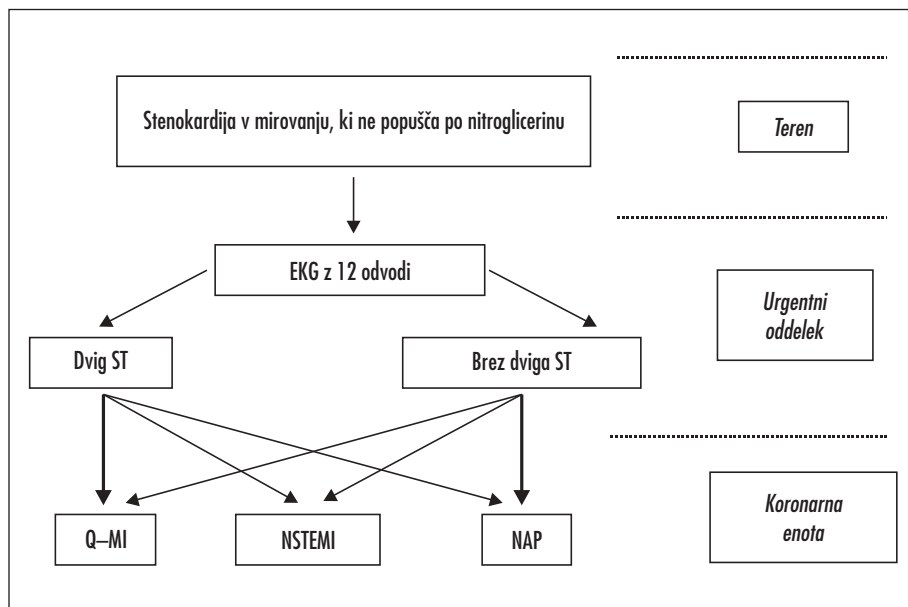 Stenokardija v mirovanju, ki ne popušča po nitroglicerinu
Teren
EKG z 12 odvodi
Urgentni
oddelek
Dvig ST
Brez dviga ST
Q–MI
NSTEMI
NAP
Koronarna
enota